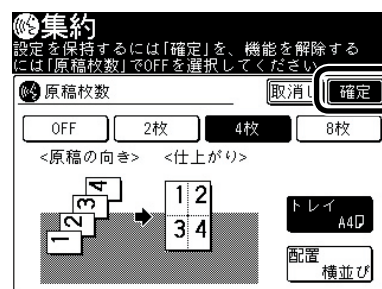 集約
設定を保持するには「確定」を、機能を解除する
には「原稿枚数」でOFFを選択してください
原稿枚数
取消し
確定
OFF
2枚
4枚
8枚
<原稿の向き>
<仕上がり>
1
2
3
4
1 2
3 4
トレイ
A4
配置
横並び